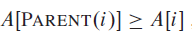 A[PARENT(i)] ≥ A[i]